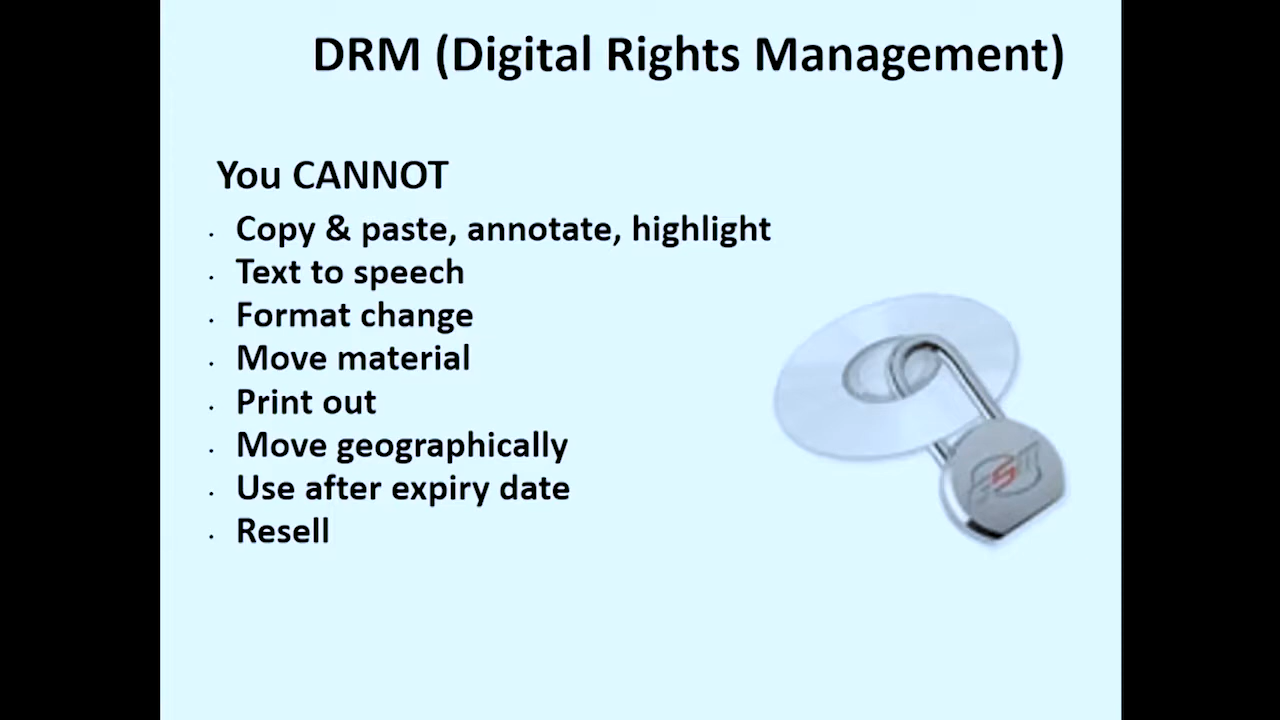 DRM (Digital Rights Management)
You CANNOT
· Copy & paste, annotate, highlight
· Text to speech
· Format change
· Move material
· Print out
· Move geographically
· Use after expiry date
· Resell